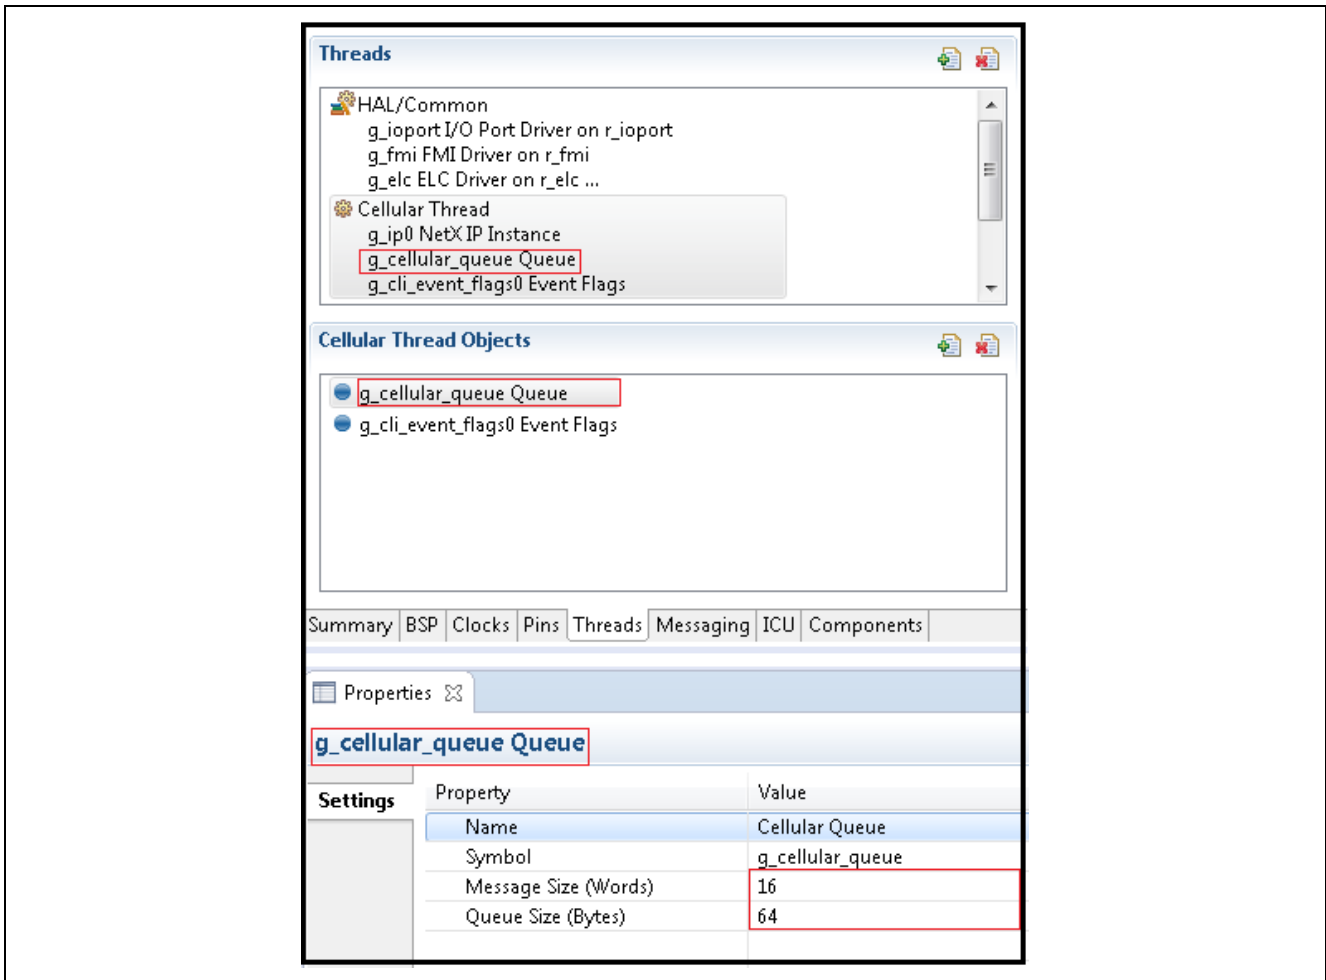 Threads
HAL/Common
g_ioport I/O Port Driver on r_ioport
g_fmi FMI Driver on r_fmi
g_elc ELC Driver on r_elc ...
Cellular Thread
g_ip0 NetX IP Instance
g_cellular_queue Queue
g_cli_event_flags0 Event Flags
Cellular Thread Objects
g_cellular_queue Queue
g_cli_event_flags0 Event Flags
Summary BSP Clocks Pins Threads Messaging ICU Components
Properties
g_cellular_queue Queue
Settings
Property Value
Name Cellular Queue
Symbol g_cellular_queue
Message Size (Words) 16
Queue Size (Bytes) 64